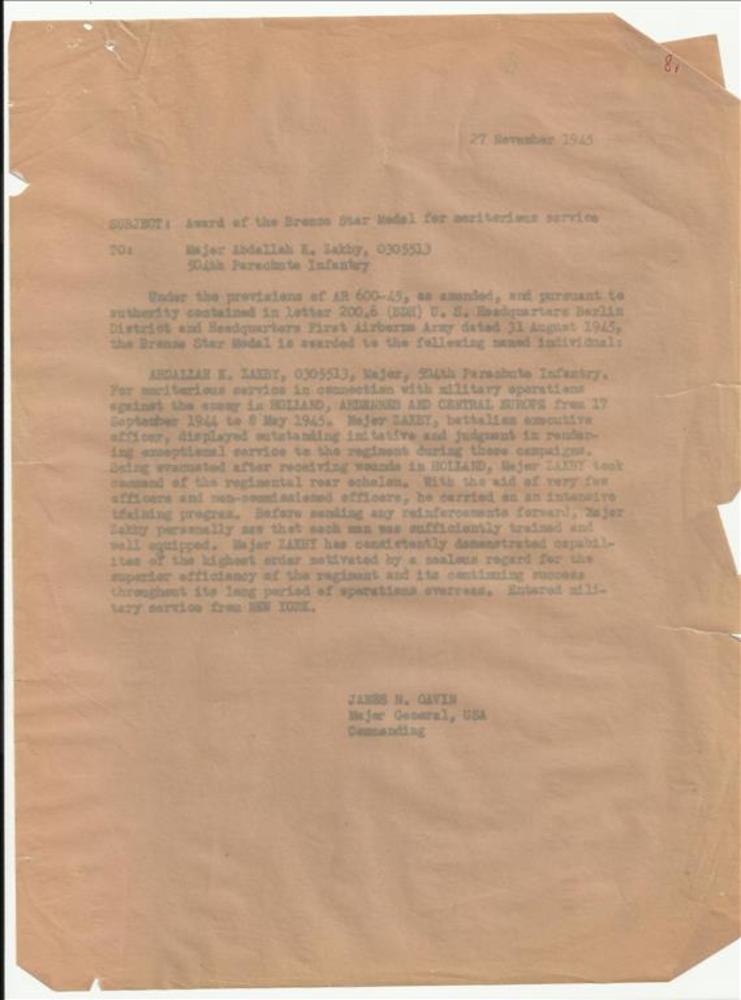 81
27 November 1945
SUBJECT: Award of the Bronze Star Medal for meritorious service
TO: Major Abdallah K. Zakby, 0305513
504th Parachute Infantry
Under the provisions of AR 600-45, as amended, and pursuant to
authority contained in letter 200.6 (BDH) U. S. Headquarters Berlin
District and Headquarters First Airborne Army dated 31 August 1945,
the Bronze Star Medal is awarded to the following named individual:
ABDALLAH K. ZAKBY, 0305513, Major, 504th Parachute Infantry.
For meritorious service in connection with military operations
against the enemy in HOLLAND, ARDENNES AND CENTRAL EUROPE from 17
September 1944 to 8 May 1945. Major ZAKBY, battalion executive
officer, displayed outstanding initative and judgment in render-
ing exceptional service to the regiment during these campaigns.
Being evacuated after receiving wounds in HOLLAND, Major ZAKBY took
command of the regimental rear echelon. With the aid of very few
officers and non-commissioned officers, he carried on an intensive
training program. Before sending any reinforcements forward, Major
Zakby personally saw that each man was sufficiently trained and
well equipped. Major ZAKBY has consistently demonstrated capabil-
ites of the highest order motivated by a zealous regard for the
superior efficiency of the regiment and its continuing success
throughout its long period of operations overseas. Entered mili-
tary service from NEW YORK.
JAMES M. GAVIN
Major General, USA
Commanding